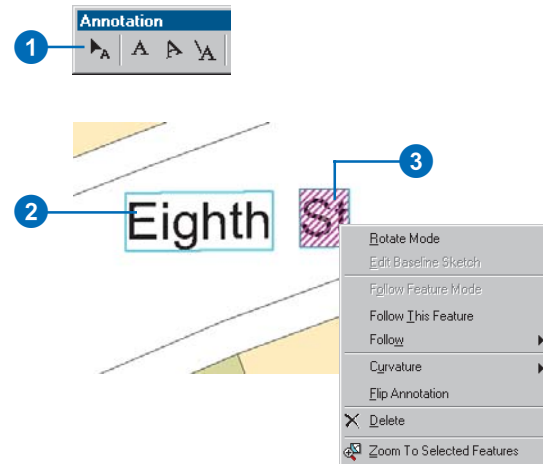 Annotation
1
A A A A
2
Eighth
St
3
Rotate Mode
Edit Baseline Sketch
Follow Feature Mode
Follow This Feature
Follow
Curvature
Flip Annotation
Delete
Zoom To Selected Features